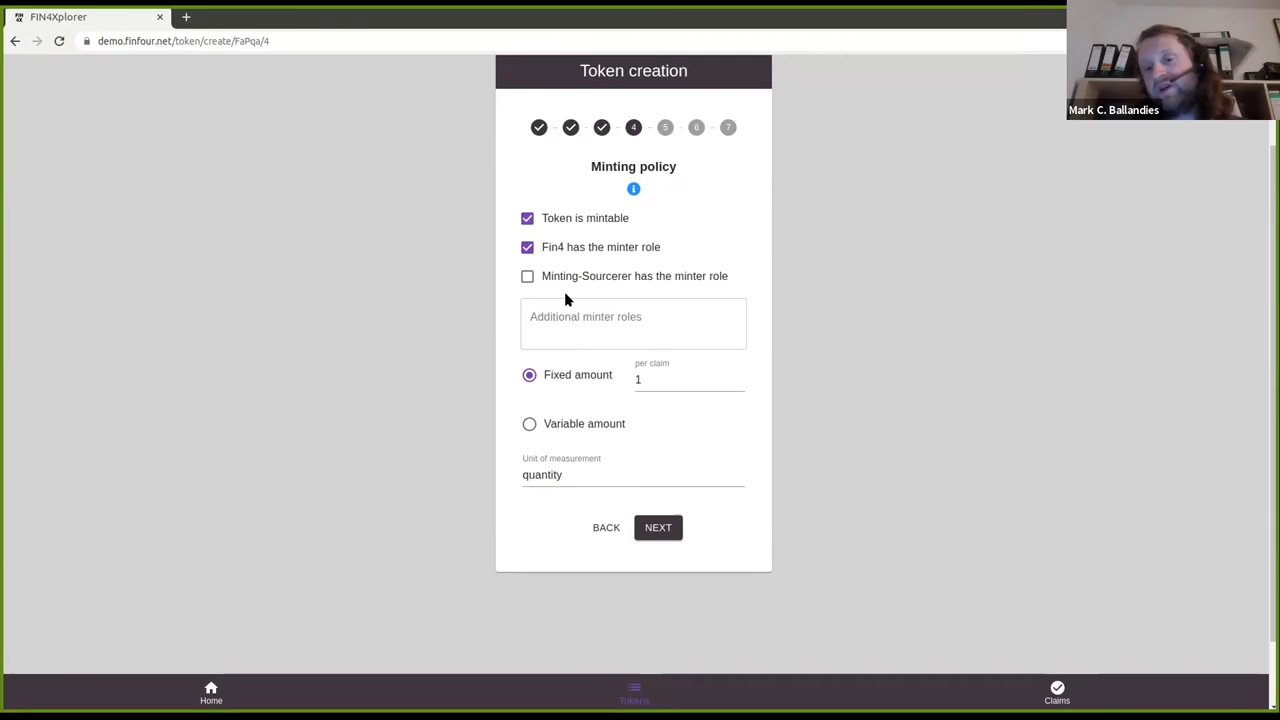 FIN4Xplorer
demo.finfour.net/token/create/FaPqa/4
Mark C. Ballandies
Token creation
4 5 6 7
Minting policy
Token is mintable
Fin4 has the minter role
Minting-Sourcerer has the minter role
Additional minter roles
Fixed amount
per claim
1
Variable amount
Unit of measurement
quantity
BACK NEXT
Home Tokens Claims